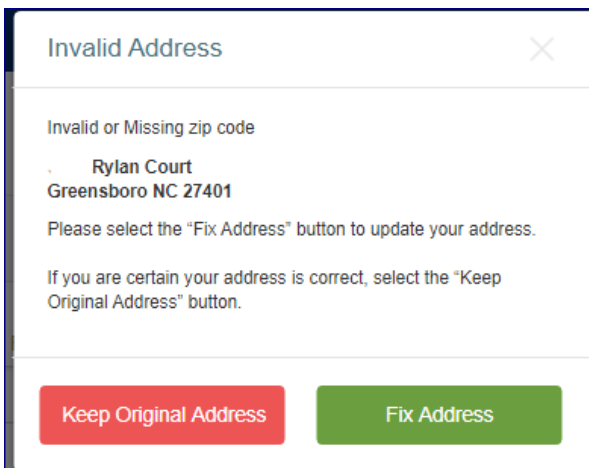 Invalid Address
Invalid or Missing zip code
Rylan Court
Greensboro NC 27401
Please select the “Fix Address” button to update your address.
If you are certain your address is correct, select the “Keep
Original Address” button.
Keep Original Address
Fix Address